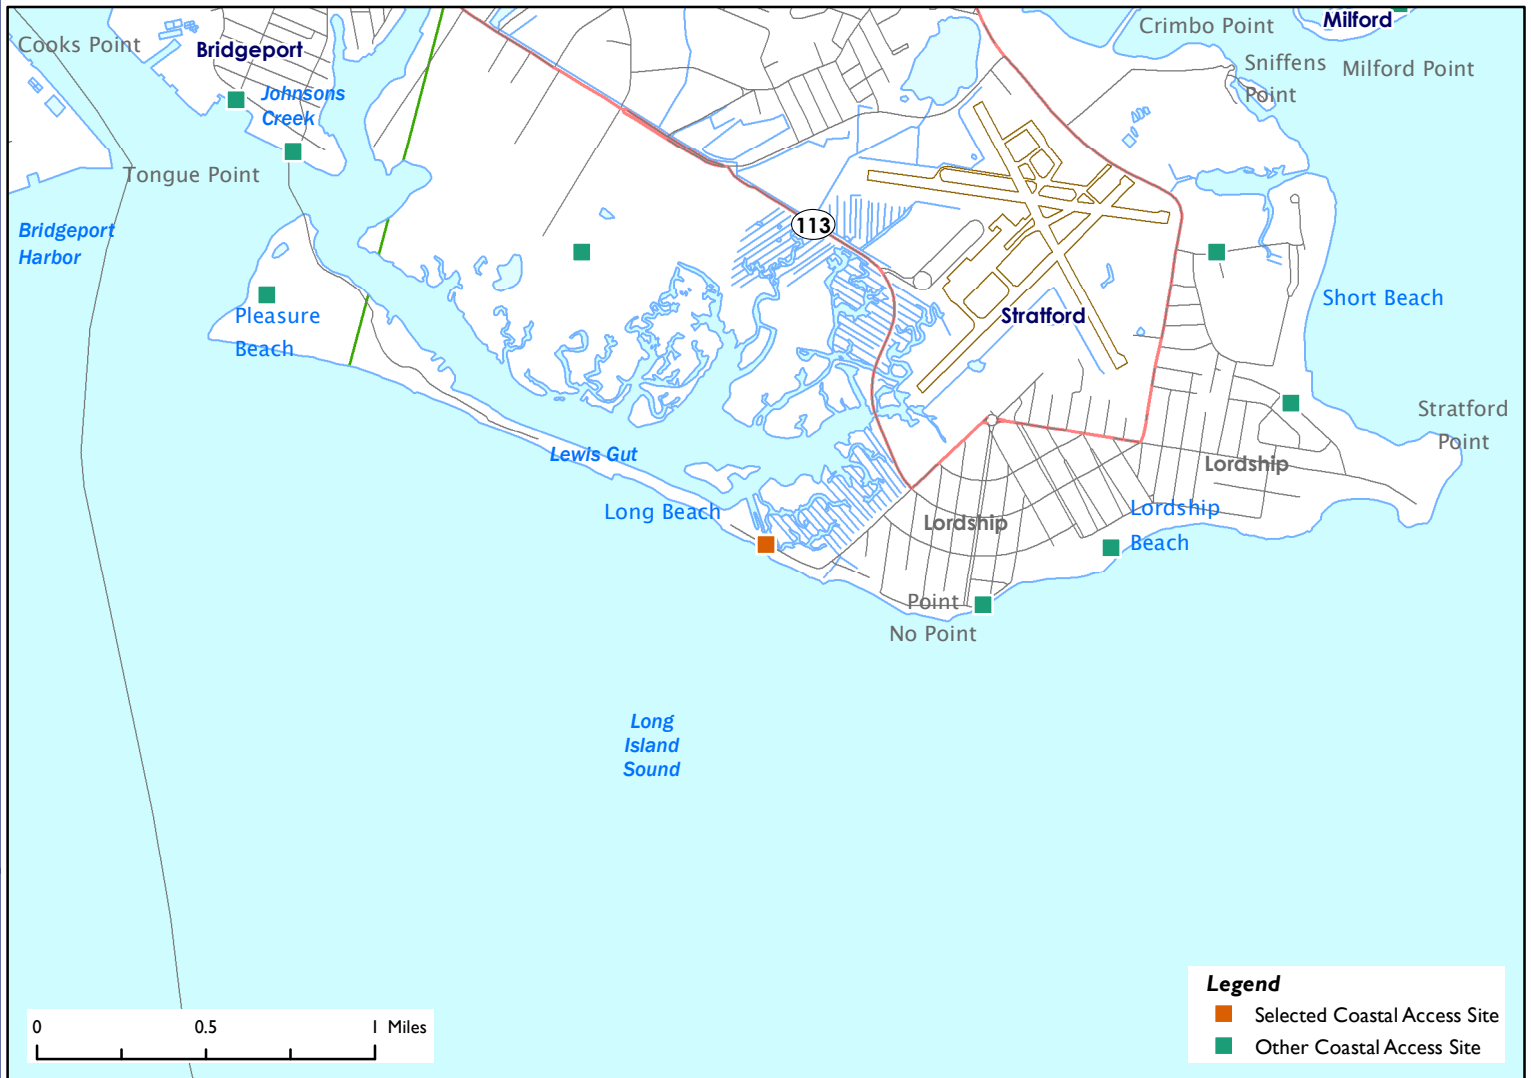 Cooks Point
Bridgeport
Johnsons
Creek
Tongue Point
Bridgeport
Harbor
Pleasure
Beach
Crimbo Point
Milford
Sniffens
Point
Milford Point
113
Stratford
Short Beach
Stratford
Point
Lordship
Lewis Gut
Long Beach
Lordship
Lordship
Beach
Point
No Point
Long
Island
Sound
0 0.5 1 Miles
Legend
Selected Coastal Access Site
Other Coastal Access Site